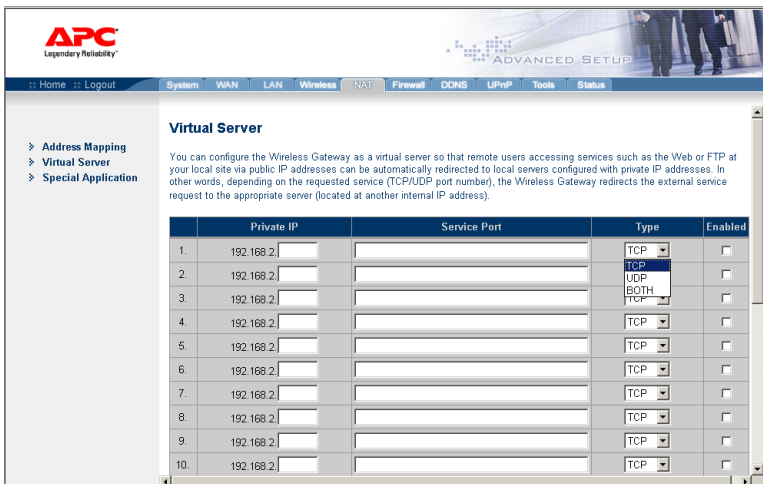 APC
Legendary Reliability™
ADVANCED SETUP
:: Home :: Logout
System WAN LAN Wireless NAT Firewall DDNS UPnP Tools Status
Address Mapping
Virtual Server
Special Application
Virtual Server
You can configure the Wireless Gateway as a virtual server so that remote users accessing services such as the Web or FTP at
your local site via public IP addresses can be automatically redirected to local servers configured with private IP addresses. In
other words, depending on the requested service (TCP/UDP port number), the Wireless Gateway redirects the external service
request to the appropriate server (located at another internal IP address).
Private IP Service Port Type Enabled
1. 192.168.2. TCP
TCP
UDP
BOTH
2. 192.168.2.
3. 192.168.2. TCP
4. 192.168.2. TCP
5. 192.168.2. TCP
6. 192.168.2. TCP
7. 192.168.2. TCP
8. 192.168.2. TCP
9. 192.168.2. TCP
10. 192.168.2. TCP